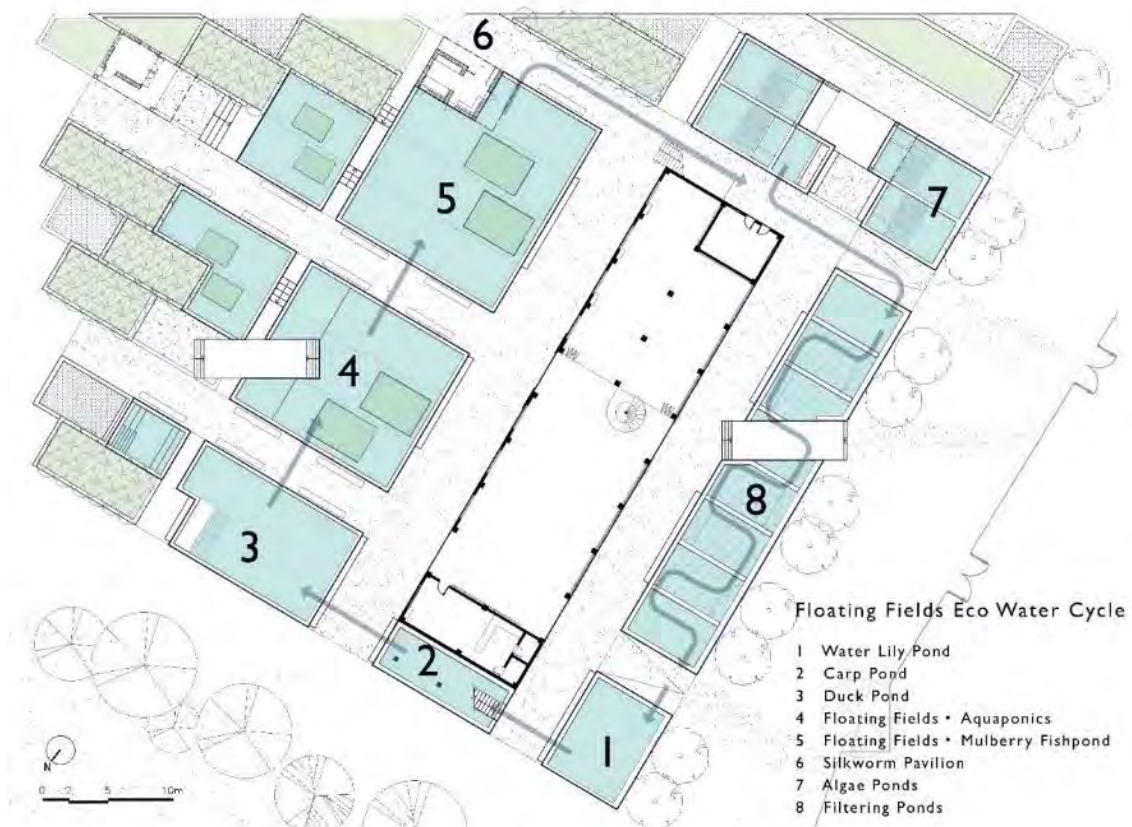 6
5
7
4
8
3
2
1
Floating Fields Eco Water Cycle
1 Water Lily Pond
2 Carp Pond
3 Duck Pond
4 Floating Fields • Aquaponics
5 Floating Fields • Mulberry Fishpond
6 Silkworm Pavilion
7 Algae Ponds
8 Filtering Ponds
N
0 2 5 10m